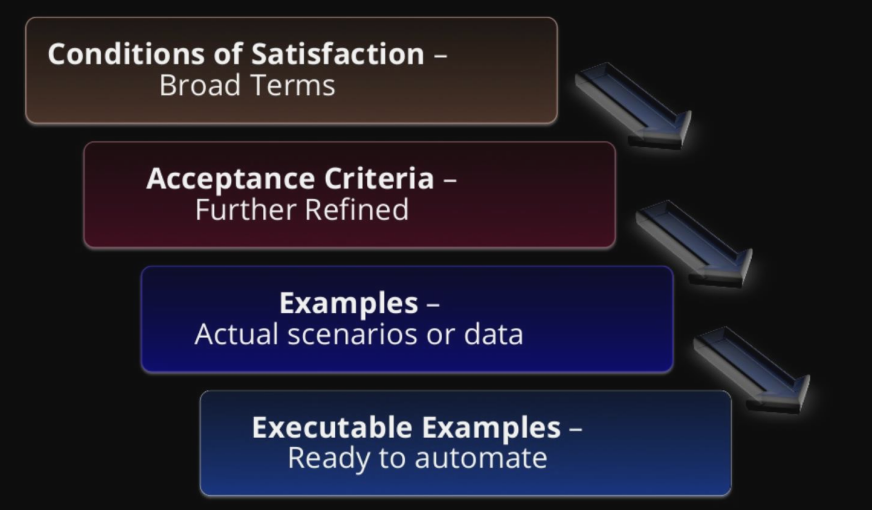 Conditions of Satisfaction –
Broad Terms
Acceptance Criteria –
Further Refined
Examples –
Actual scenarios or data
Executable Examples –
Ready to automate